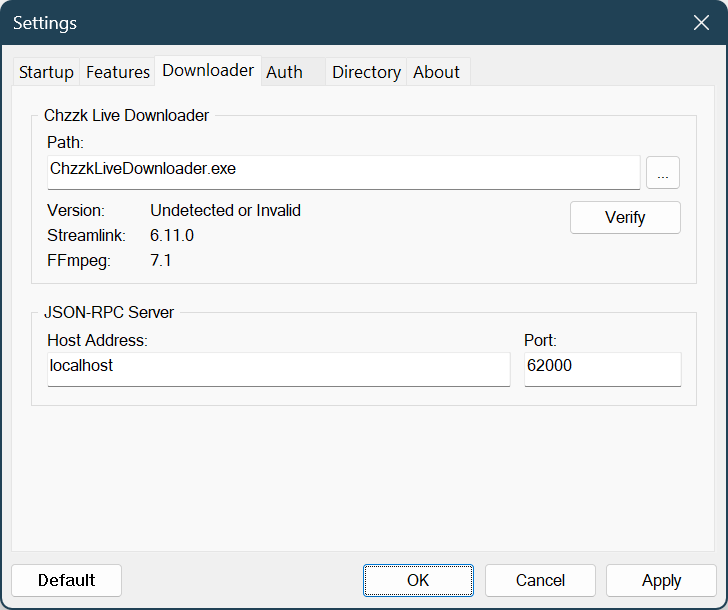 Settings
Startup Features Downloader Auth Directory About
Chzzk Live Downloader
Path:
ChzzkLiveDownloader.exe
...
Version: Undetected or Invalid
Verify
Streamlink: 6.11.0
FFmpeg: 7.1
JSON-RPC Server
Host Address: Port:
localhost 62000
Default OK Cancel Apply